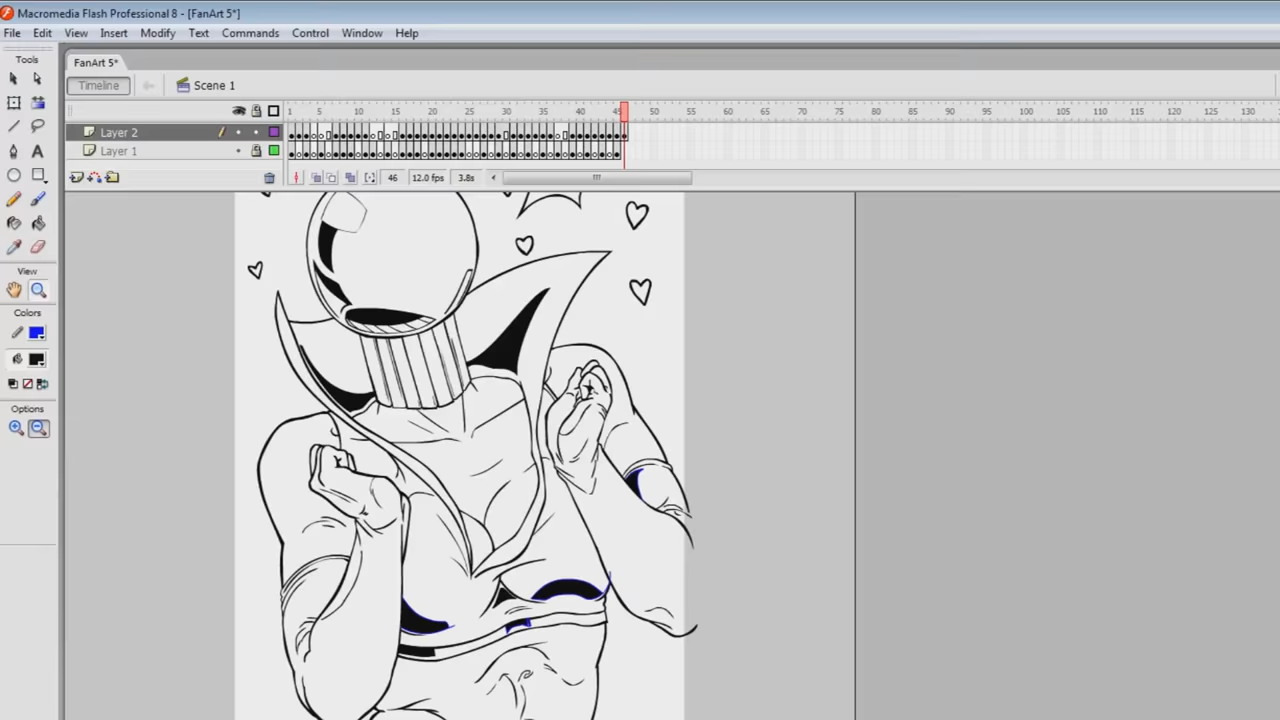 Macromedia Flash Professional 8 - [FanArt 5*]
File Edit View Insert Modify Text Commands Control Window Help
Tools
FanArt 5*
Timeline
Scene 1
1 5 10 15 20 25 30 35 40 45 50 55 60 65 70 75 80 85 90 95 100 105 110 115 120 125 130
Layer 2
Layer 1
46 12.0 fps 3.8s
View
Colors
Options